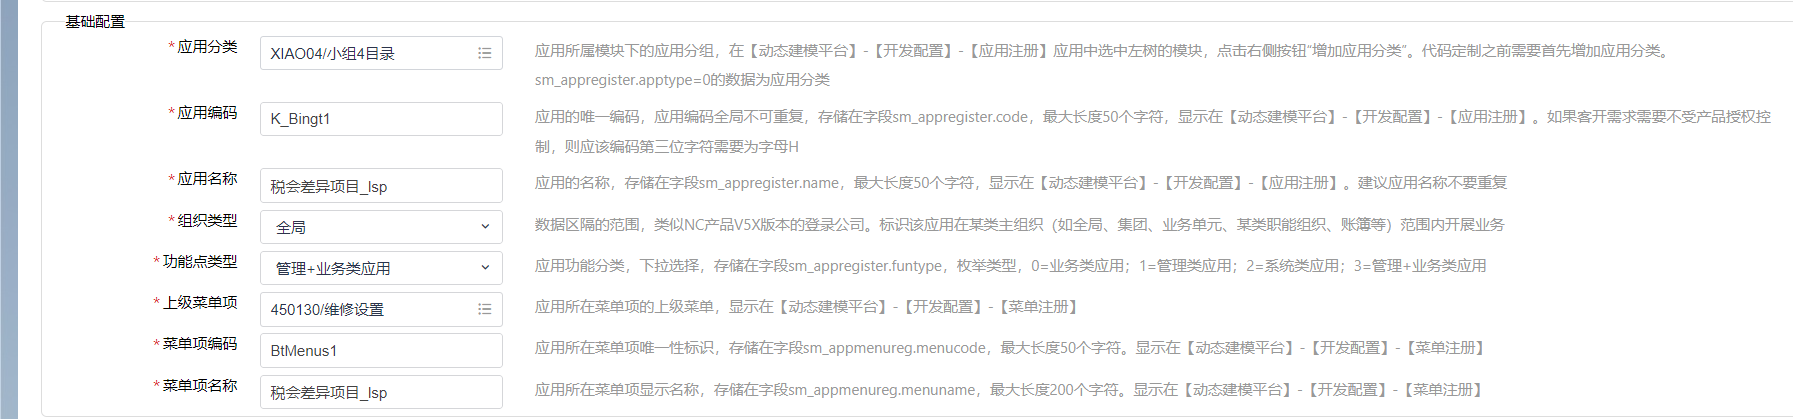 基础配置
*应用分类 XIAO04/小组4目录 应用所属模块下的应用分组，在【动态建模平台】-【开发配置】-【应用注册】应用中选中左树的模块，点击右侧按钮“增加应用分类”。代码定制之前需要首先增加应用分类。
sm_appregister.apptype=0的数据为应用分类
*应用编码 K_Bingt1 应用的唯一编码，应用编码全局不可重复，存储在字段sm_appregister.code，最大长度50个字符，显示在【动态建模平台】-【开发配置】-【应用注册】。如果客开需求需要不受产品授权控
制，则应该编码第三位字符需要为字母H
*应用名称 税会差异项目_lsp 应用的名称，存储在字段sm_appregister.name，最大长度50个字符，显示在【动态建模平台】-【开发配置】-【应用注册】。建议应用名称不要重复
*组织类型 全局 数据区隔的范围，类似NC产品V5X版本的登录公司。标识该应用在某类主组织（如全局、集团、业务单元、某类职能组织、账簿等）范围内开展业务
*功能点类型 管理+业务类应用 应用功能分类，下拉选择，存储在字段sm_appregister.funtype，枚举类型，0=业务类应用；1=管理类应用；2=系统类应用；3=管理+业务类应用
*上级菜单项 450130/维修设置 应用所在菜单项的上级菜单，显示在【动态建模平台】-【开发配置】-【菜单注册】
*菜单项编码 BtMenus1 应用所在菜单项唯一性标识，存储在字段sm_appmenureg.menucode，最大长度50个字符。显示在【动态建模平台】-【开发配置】-【菜单注册】
*菜单项名称 税会差异项目_lsp 应用所在菜单项显示名称，存储在字段sm_appmenureg.menuname，最大长度200个字符。显示在【动态建模平台】-【开发配置】-【菜单注册】